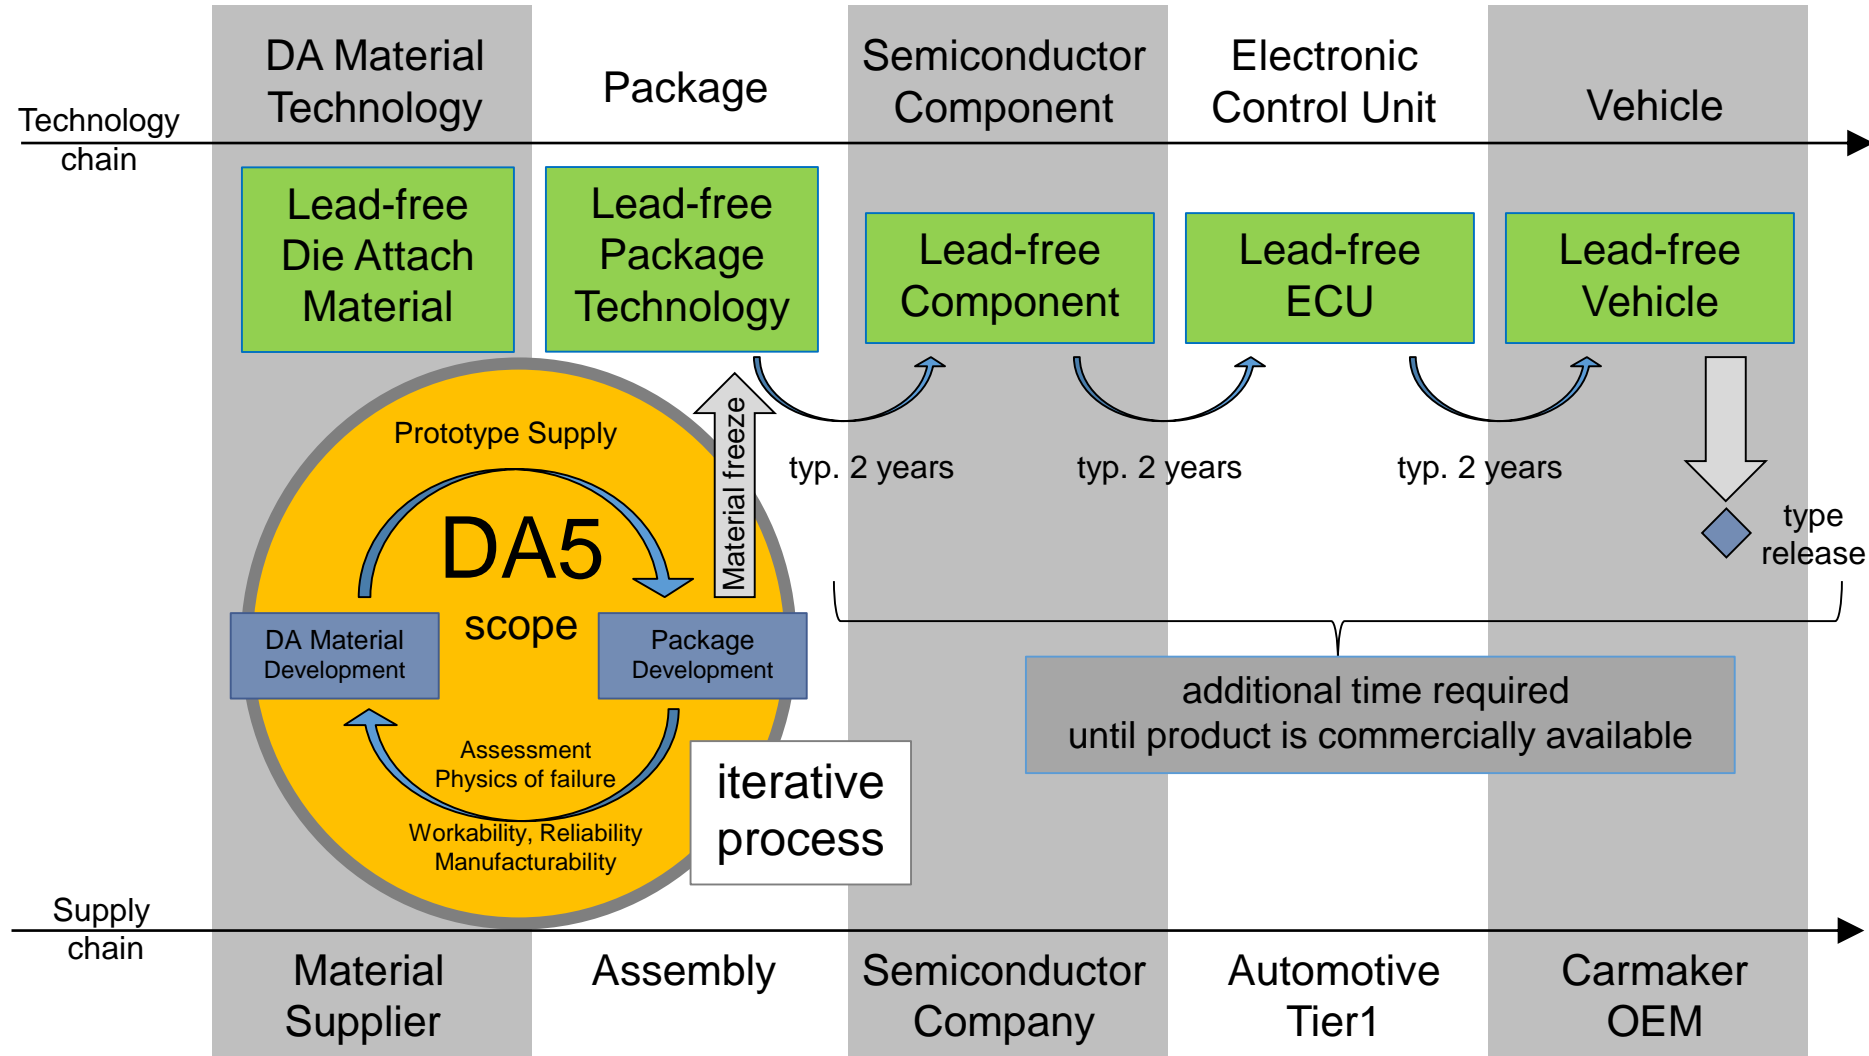 DA Material
Technology
Package
Semiconductor
Component
Electronic
Control Unit
Vehicle
Technology
chain
Lead-free
Die Attach
Material
Lead-free
Package
Technology
Lead-free
Component
Lead-free
ECU
Lead-free
Vehicle
Prototype Supply
Material freeze
typ. 2 years
typ. 2 years
typ. 2 years
type
release
DA5
scope
DA Material
Development
Package
Development
additional time required
until product is commercially available
Assessment
Physics of failure
Workability, Reliability
Manufacturability
iterative
process
Supply
chain
Material
Supplier
Assembly
Semiconductor
Company
Automotive
Tier1
Carmaker
OEM